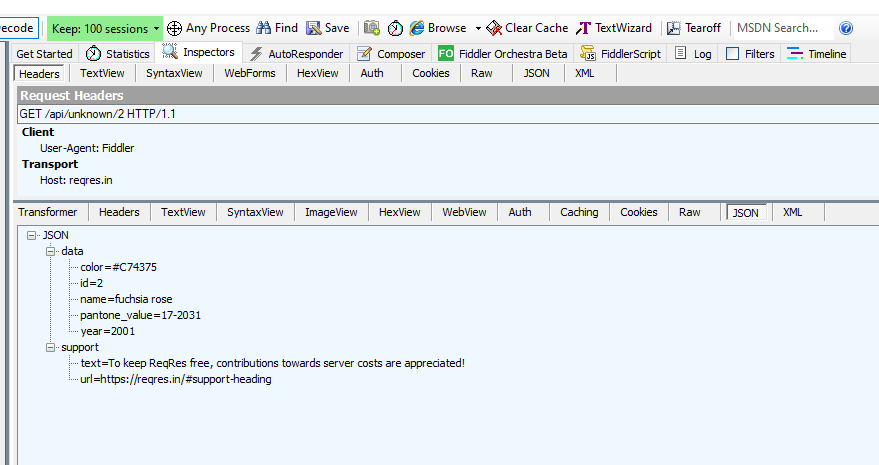 ecode Keep: 100 sessions Any Process Find Save Browse Clear Cache TextWizard Tearoff MSDN Search...
Get Started Statistics Inspectors AutoResponder Composer FO Fiddler Orchestra Beta JS FiddlerScript Log Filters Timeline
Headers TextView SyntaxView WebForms HexView Auth Cookies Raw JSON XML
Request Headers
GET /api/unknown/2 HTTP/1.1
Client
User-Agent: Fiddler
Transport
Host: reqres.in
Transformer Headers TextView SyntaxView ImageView HexView WebView Auth Caching Cookies Raw JSON XML
JSON
data
color=#C74375
id=2
name=fuchsia rose
pantone_value=17-2031
year=2001
support
text=To keep ReqRes free, contributions towards server costs are appreciated!
url=https://reqres.in/#support-heading